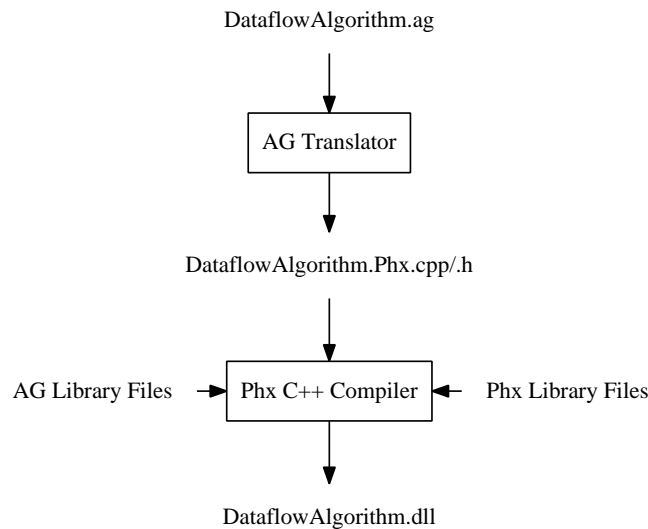 DataflowAlgorithm.ag
AG Translator
DataflowAlgorithm.Phx.cpp/.h
AG Library Files
Phx C++ Compiler
Phx Library Files
DataflowAlgorithm.dll